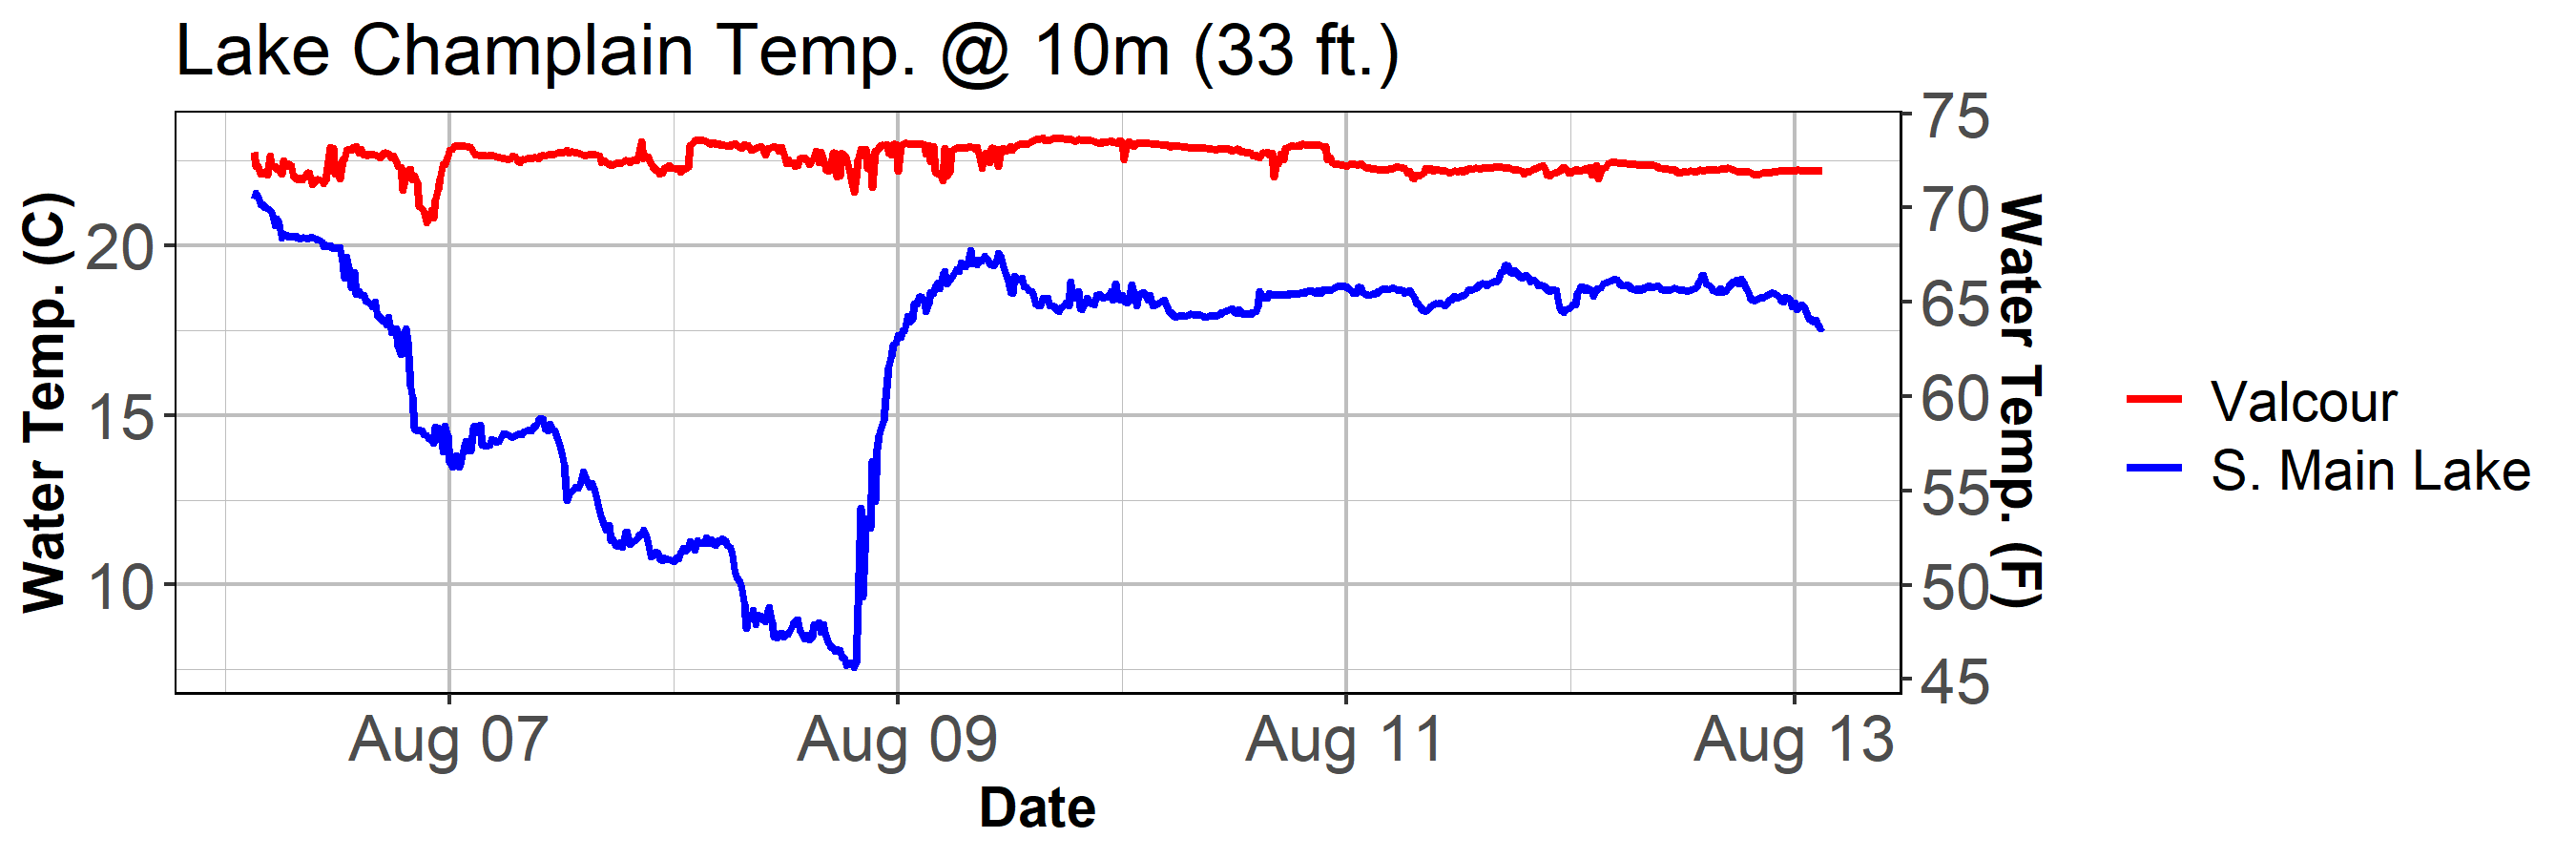 Lake Champlain Temp. @ 10m (33 ft.)
Water Temp. (C)
20
15
10
75
70
65
60
55
50
45
Water Temp. (F)
Aug 07 Aug 09 Aug 11 Aug 13
Date
Valcour
S. Main Lake